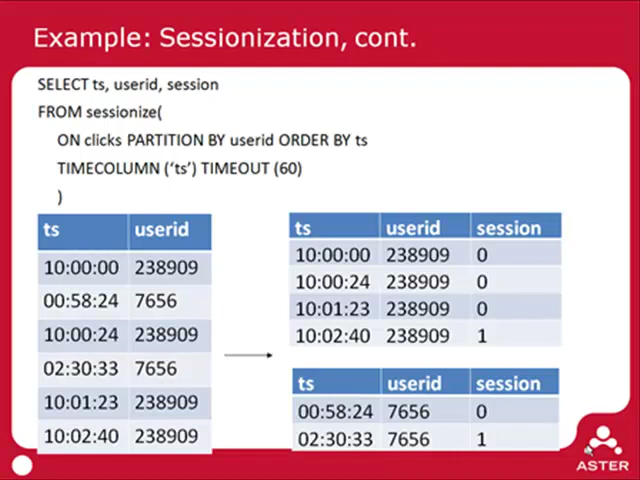 Example: Sessionization, cont.
SELECT ts, userid, session
FROM sessionize(
ON clicks PARTITION BY userid ORDER BY ts
TIMECOLUMN (‘ts’) TIMEOUT (60)
)
ts userid
10:00:00 238909
00:58:24 7656
10:00:24 238909
02:30:33 7656
10:01:23 238909
10:02:40 238909
ts userid session
10:00:00 238909 0
10:00:24 238909 0
10:01:23 238909 0
10:02:40 238909 1
ts userid session
00:58:24 7656 0
02:30:33 7656 1
ASTER